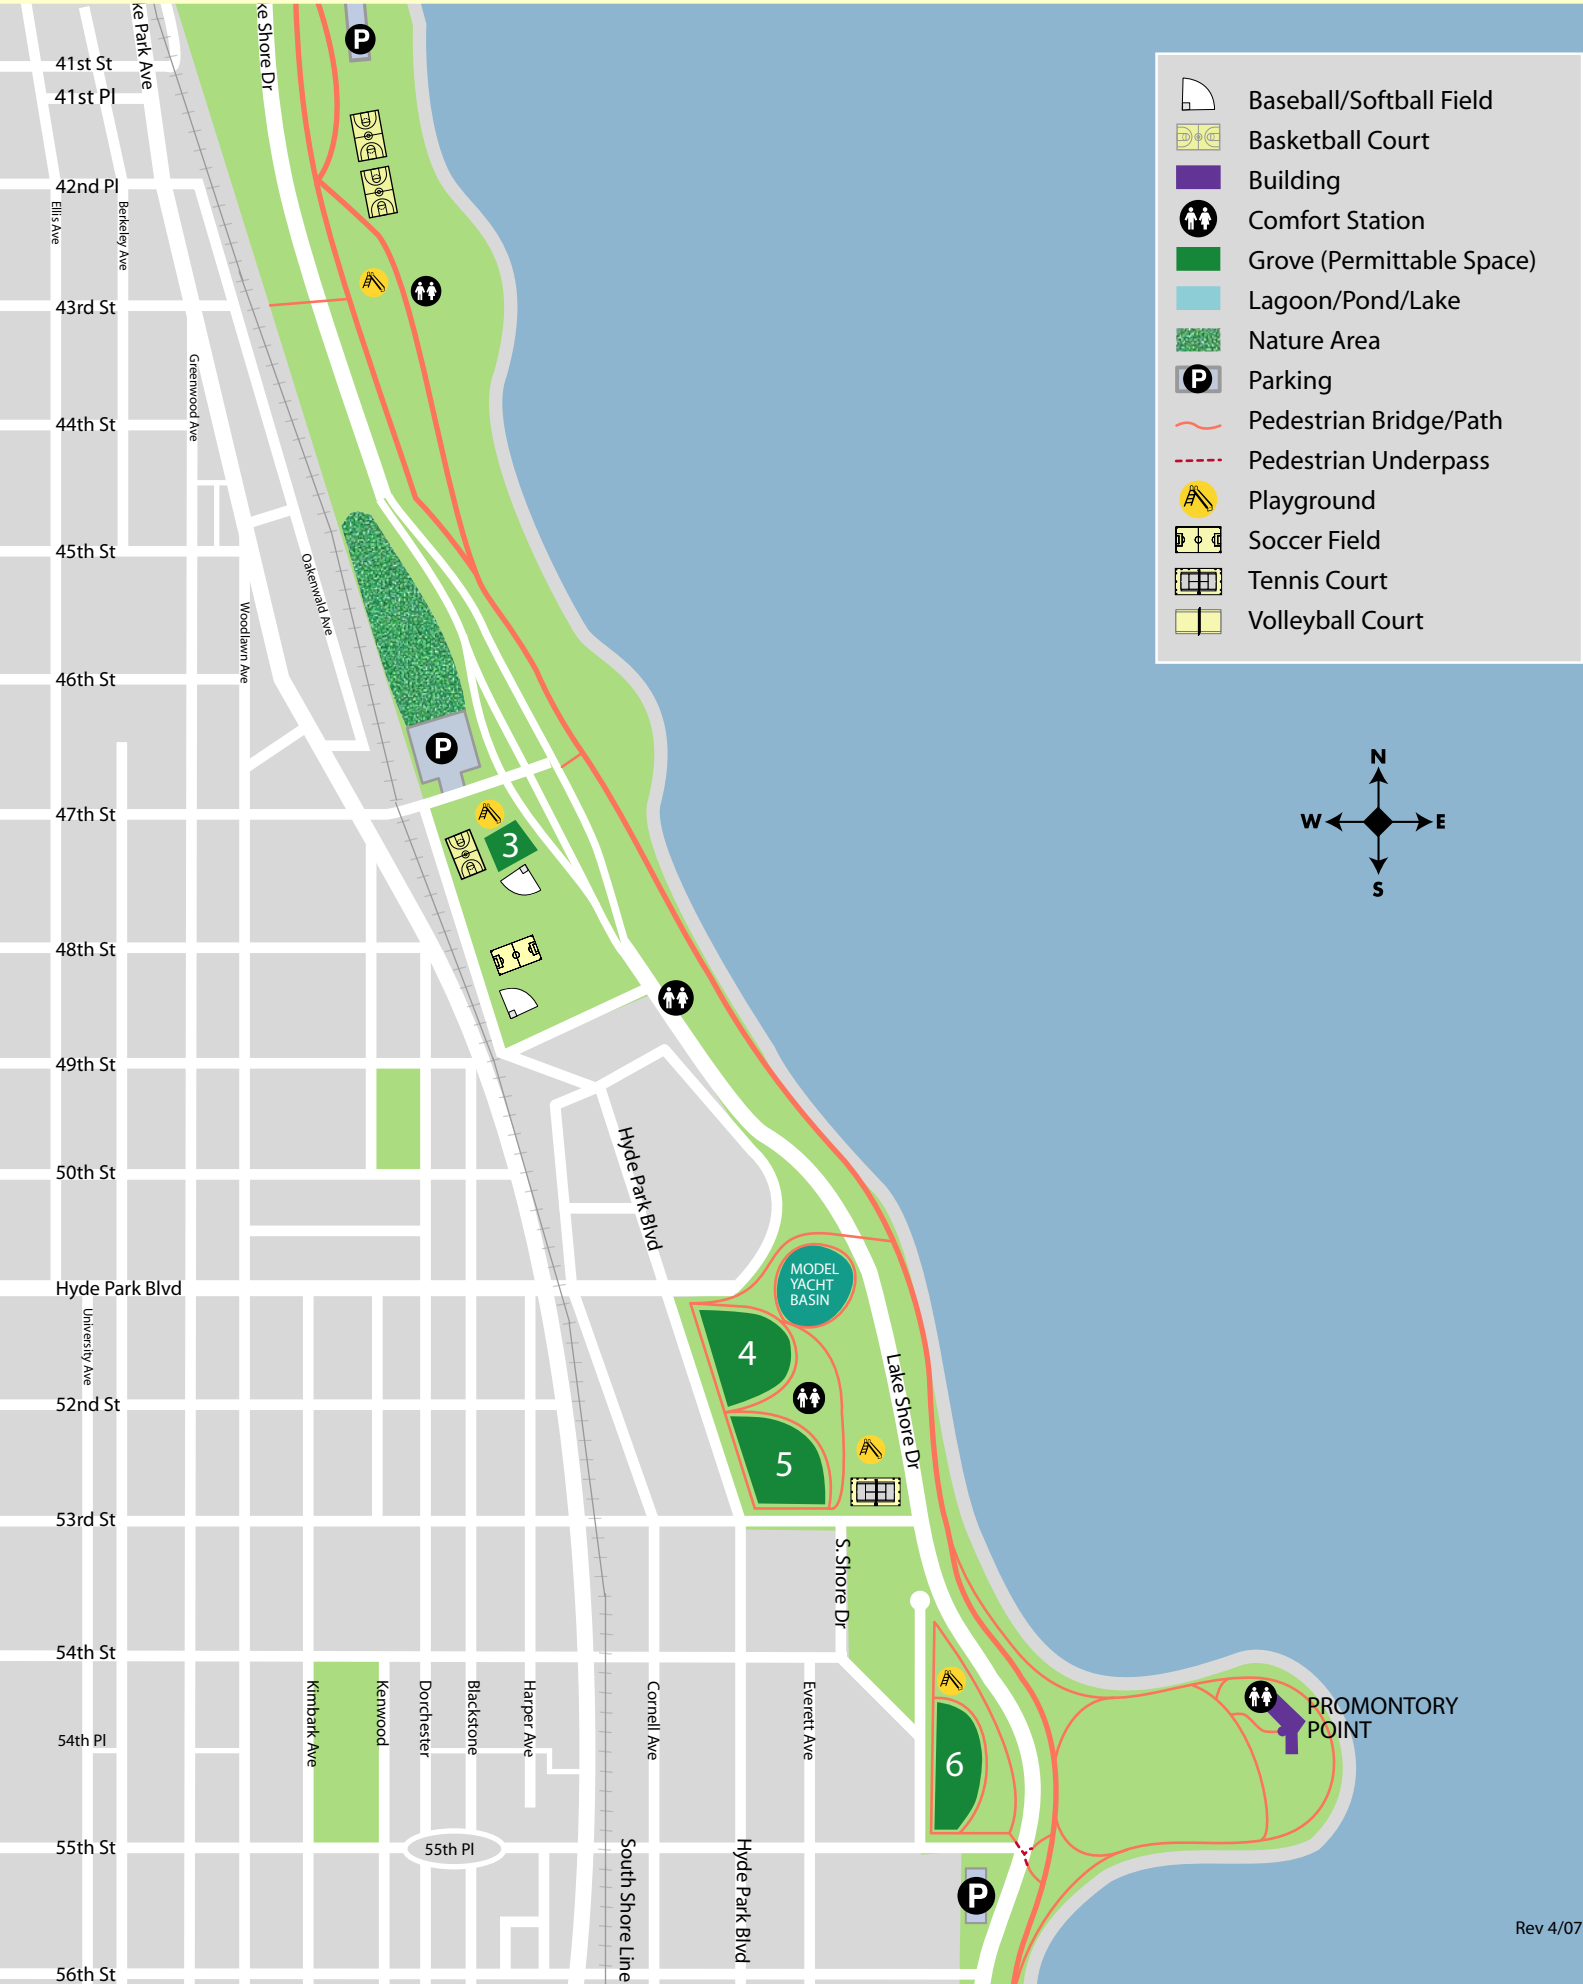 ke Park Ave
ke Shore Dr
P
41st St
41st Pl
42nd Pl
Ellis Ave
Berkeley Ave
43rd St
Greenwood Ave
44th St
45th St
Oakenwald Ave
Woodlawn Ave
46th St
P
47th St
3
48th St
49th St
Hyde Park Blvd
50th St
MODEL
YACHT
BASIN
Hyde Park Blvd
University Ave
4
Lake Shore Dr
52nd St
5
53rd St
S. Shore Dr
54th St
Kimbark Ave
Kenwood
Dorchester
Blackstone
Harper Ave
Cornell Ave
Everett Ave
54th Pl
6
PROMONTORY
POINT
55th St
55th Pl
South Shore Line
Hyde Park Blvd
P
56th St
Baseball/Softball Field
Basketball Court
Building
Comfort Station
Grove (Permittable Space)
Lagoon/Pond/Lake
Nature Area
P
Parking
Pedestrian Bridge/Path
Pedestrian Underpass
Playground
Soccer Field
Tennis Court
Volleyball Court
N
W
E
S
Rev 4/07